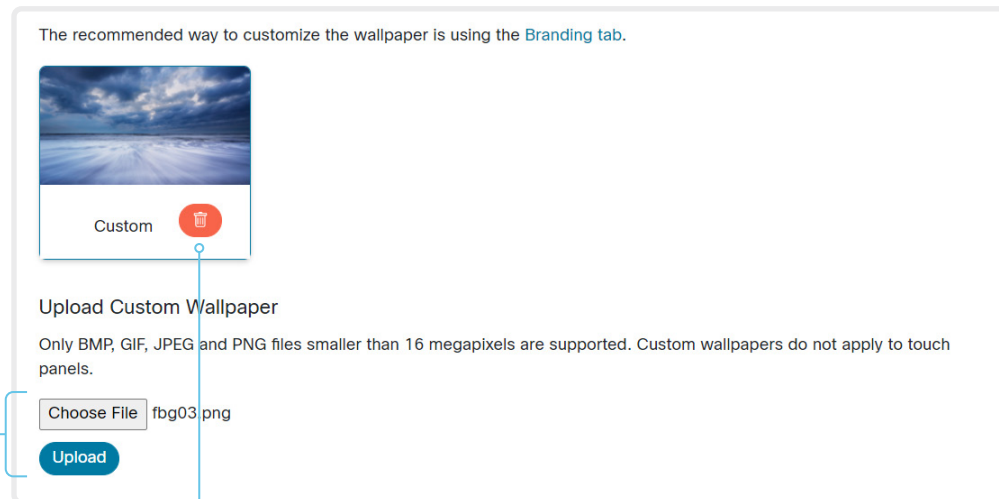 The recommended way to customize the wallpaper is using the Branding tab.
Custom
Upload Custom Wallpaper
Only BMP, GIF, JPEG and PNG files smaller than 16 megapixels are supported. Custom wallpapers do not apply to touch
panels.
Choose File fbg03.png
Upload